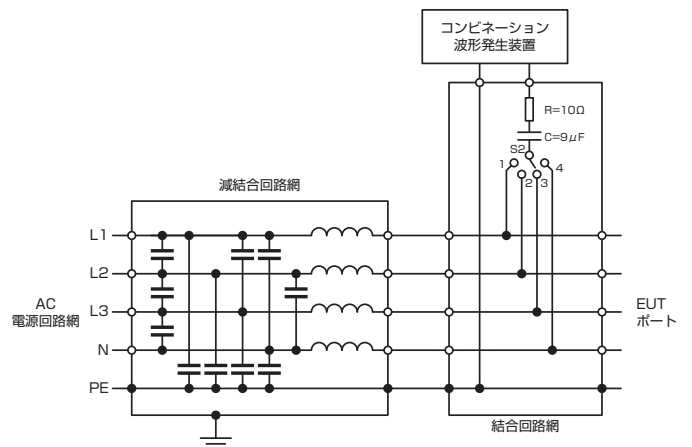 コンビネーション
波形発生装置
R=10Ω
C=9μF
S2
1
2
3
4
減結合回路網
L1
L2
L3
N
PE
AC
電源回路網
EUT
ポート
結合回路網